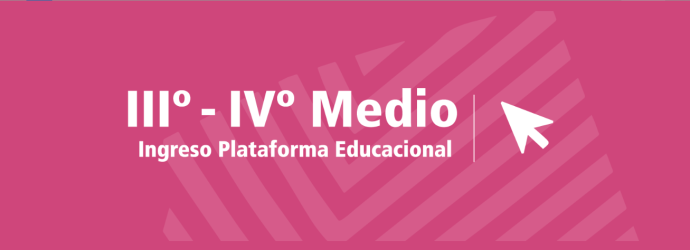 IIIº - IVº Medio
Ingreso Plataforma Educacional